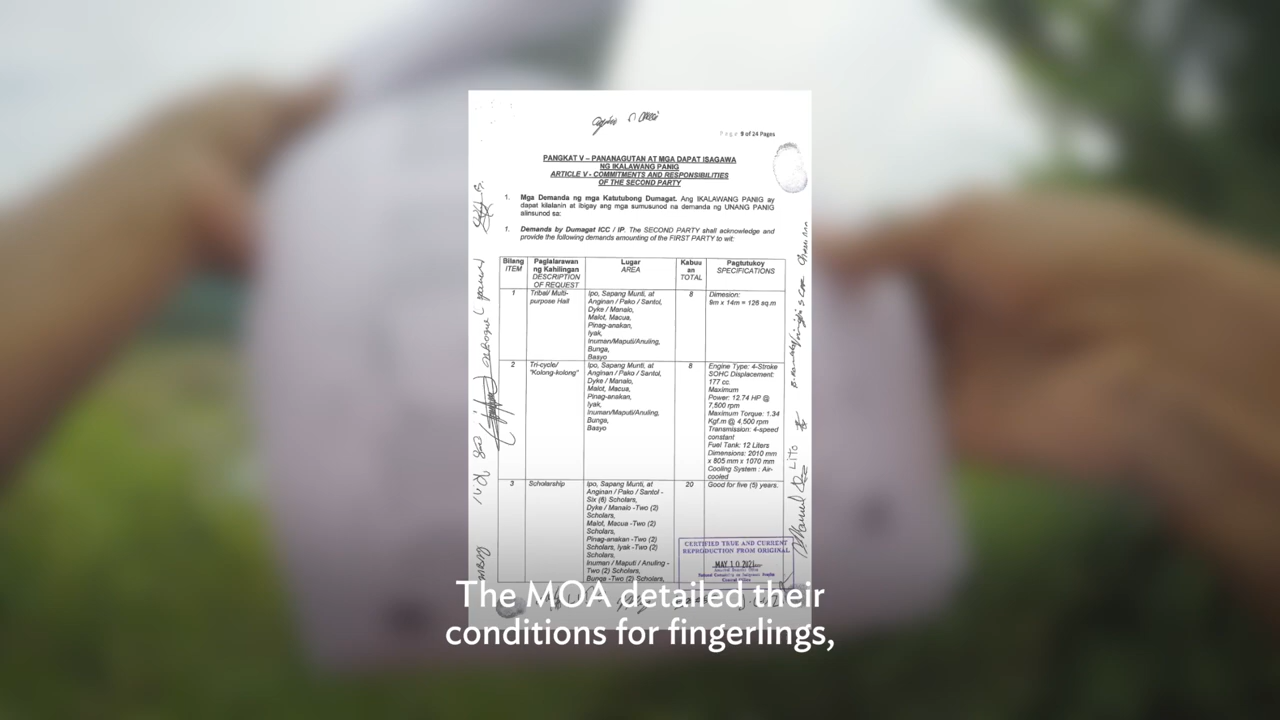 Page 9 of 24 Pages
PANGKAT V – PANANAGUTAN AT MGA DAPAT ISAGAWA
NG IKALAWANG PANIG
ARTICLE V - COMMITMENTS AND RESPONSIBILITIES
OF THE SECOND PARTY
1. Mga Demanda ng mga Katutubong Dumagat. Ang IKALAWANG PANIG ay
dapat kilalanin at ibigay ang mga sumusunod na demanda ng UNANG PANIG
alinsunod sa:
1. Demands by Dumagat ICC / IP. The SECOND PARTY shall acknowledge and
provide the following demands amounting of the FIRST PARTY to wit:
Bilang
ITEM
Paglalarawan
ng Kahilingan
DESCRIPTION
OF REQUEST
Lugar
AREA
Kabuu
an
TOTAL
Pagtutukoy
SPECIFICATIONS
1
Tribal/ Multi-
purpose Hall
Ipo, Sapang Munti, at
Anginan / Pako / Santol,
Dyke / Manalo,
Malot, Macua,
Pinag-anakan,
Iyak,
Inuman/Maputi/Anuling,
Bunga,
Basyo
8
Dimesion:
9m x 14m = 126 sq.m
2
Tri-cycle/
"Kolong-kolong"
Ipo, Sapang Munti, at
Anginan / Pako / Santol,
Dyke / Manalo,
Malot, Macua,
Pinag-anakan,
Iyak,
Inuman/Maputi/Anuling,
Bunga,
Basyo
8
Engine Type: 4-Stroke
SOHC Displacement:
177 cc.
Maximum
Power: 12.74 HP @
7,500 rpm
Maximum Torque: 1.34
Kgf.m @ 4,500 rpm
Transmission: 4-speed
constant
Fuel Tank: 12 Liters
Dimensions: 2010 mm
x 805 mm x 1070 mm
Cooling System : Air-
cooled
3
Scholarship
Ipo, Sapang Munti, at
Anginan / Pako / Santol -
Six (6) Scholars,
Dyke / Manalo -Two (2)
Scholars,
Malot, Macua -Two (2)
Scholars,
Pinag-anakan -Two (2)
Scholars, Iyak -Two (2)
Scholars,
Inuman / Maputi / Anuling -
Two (2) Scholars,
Bunga -Two (2) Scholars,
20
Good for five (5) years.
CERTIFIED TRUE AND CURRENT
REPRODUCTION FROM ORIGINAL
MAY 10 2021
The MOA detailed their
conditions for fingerlings,